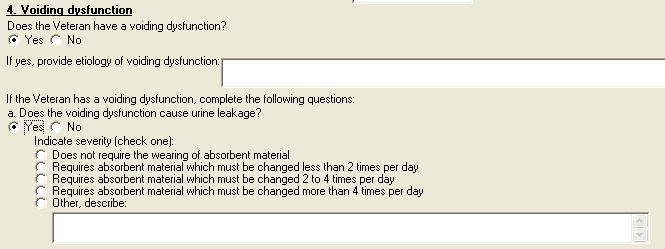 4. Voiding dysfunction
Does the Veteran have a voiding dysfunction?
Yes No
If yes, provide etiology of voiding dysfunction:
If the Veteran has a voiding dysfunction, complete the following questions:
a. Does the voiding dysfunction cause urine leakage?
Yes No
Indicate severity (check one):
Does not require the wearing of absorbent material
Requires absorbent material which must be changed less than 2 times per day
Requires absorbent material which must be changed 2 to 4 times per day
Requires absorbent material which must be changed more than 4 times per day
Other, describe: